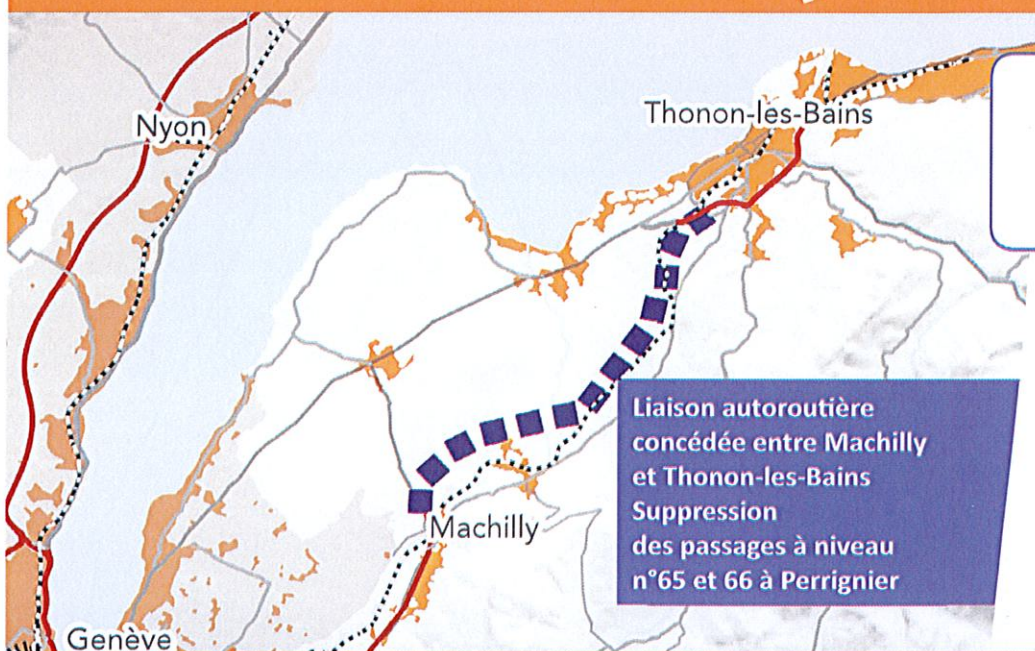 Nyon
Thonon-les-Bains
Liaison autoroutière
concédée entre Machilly
et Thonon-les-Bains
Suppression
des passages à niveau
n°65 et 66 à Perrignier
Machilly
Genève